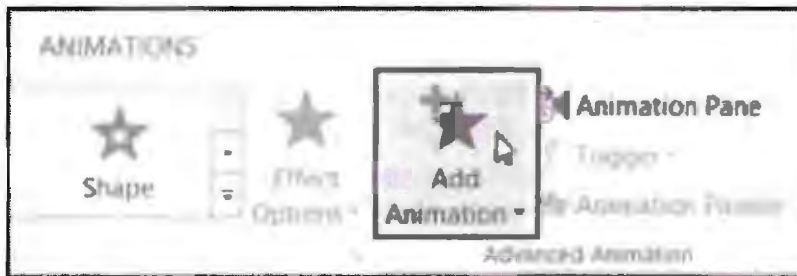 ANIMATIONS
Shape
Effect
Options
Add
Animation
Animation Pane
Trigger
Animation Painter
Advanced Animation